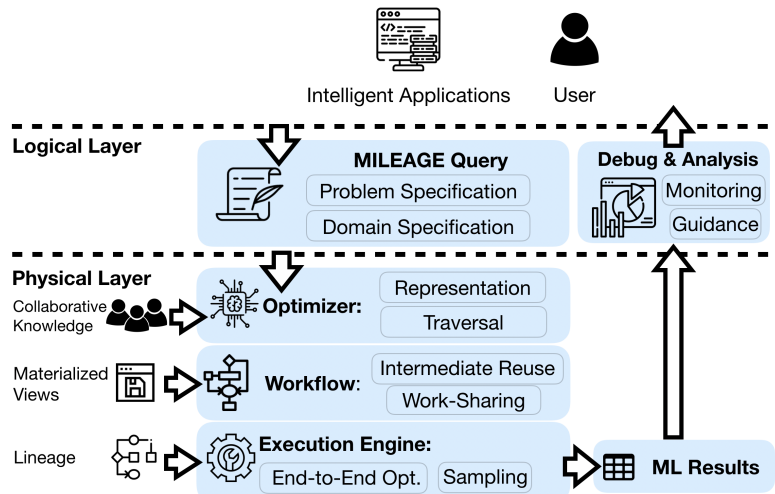 Intelligent Applications
User
Logical Layer
MILEAGE Query
Problem Specification
Domain Specification
Debug & Analysis
Monitoring
Guidance
Physical Layer
Collaborative
Knowledge
Optimizer:
Representation
Traversal
Materialized
Views
Workflow:
Intermediate Reuse
Work-Sharing
Lineage
Execution Engine:
End-to-End Opt.
Sampling
ML Results